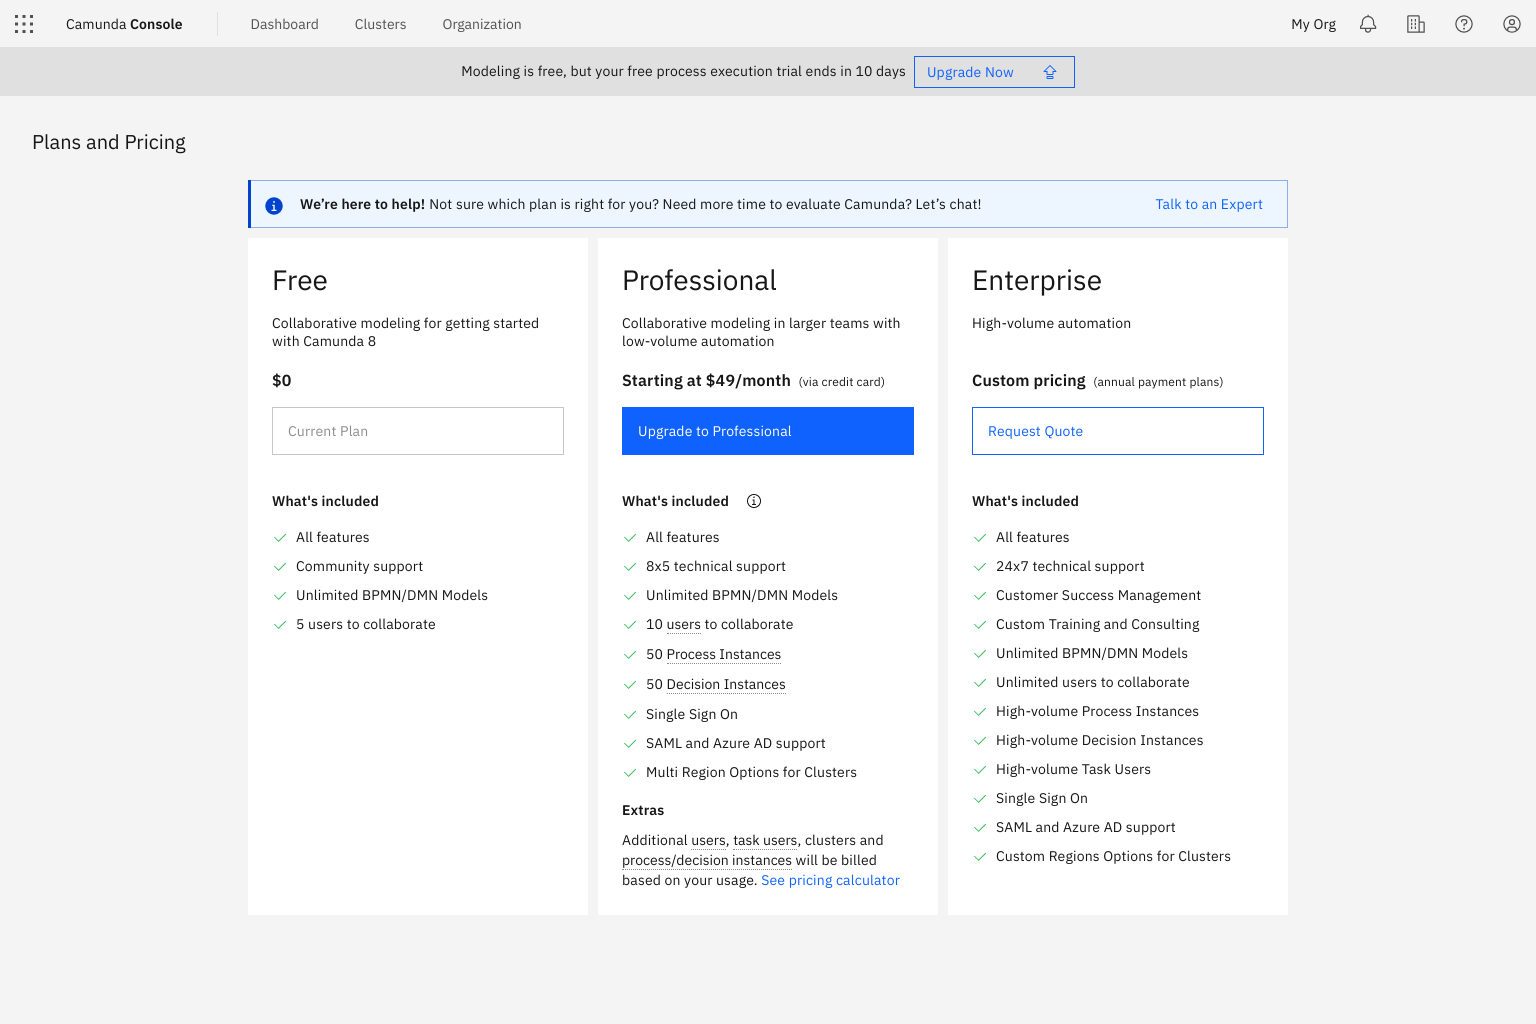 Camunda Console
Dashboard
Clusters
Organization
My Org
Modeling is free, but your free process execution trial ends in 10 days
Upgrade Now
Plans and Pricing
We’re here to help! Not sure which plan is right for you? Need more time to evaluate Camunda? Let’s chat!
Talk to an Expert
Free
Collaborative modeling for getting started
with Camunda 8
$0
Current Plan
What's included
All features
Community support
Unlimited BPMN/DMN Models
5 users to collaborate
Professional
Collaborative modeling in larger teams with
low-volume automation
Starting at $49/month (via credit card)
Upgrade to Professional
What's included
All features
8x5 technical support
Unlimited BPMN/DMN Models
10 users to collaborate
50 Process Instances
50 Decision Instances
Single Sign On
SAML and Azure AD support
Multi Region Options for Clusters
Extras
Additional users, task users, clusters and
process/decision instances will be billed
based on your usage. See pricing calculator
Enterprise
High-volume automation
Custom pricing (annual payment plans)
Request Quote
What's included
All features
24x7 technical support
Customer Success Management
Custom Training and Consulting
Unlimited BPMN/DMN Models
Unlimited users to collaborate
High-volume Process Instances
High-volume Decision Instances
High-volume Task Users
Single Sign On
SAML and Azure AD support
Custom Regions Options for Clusters